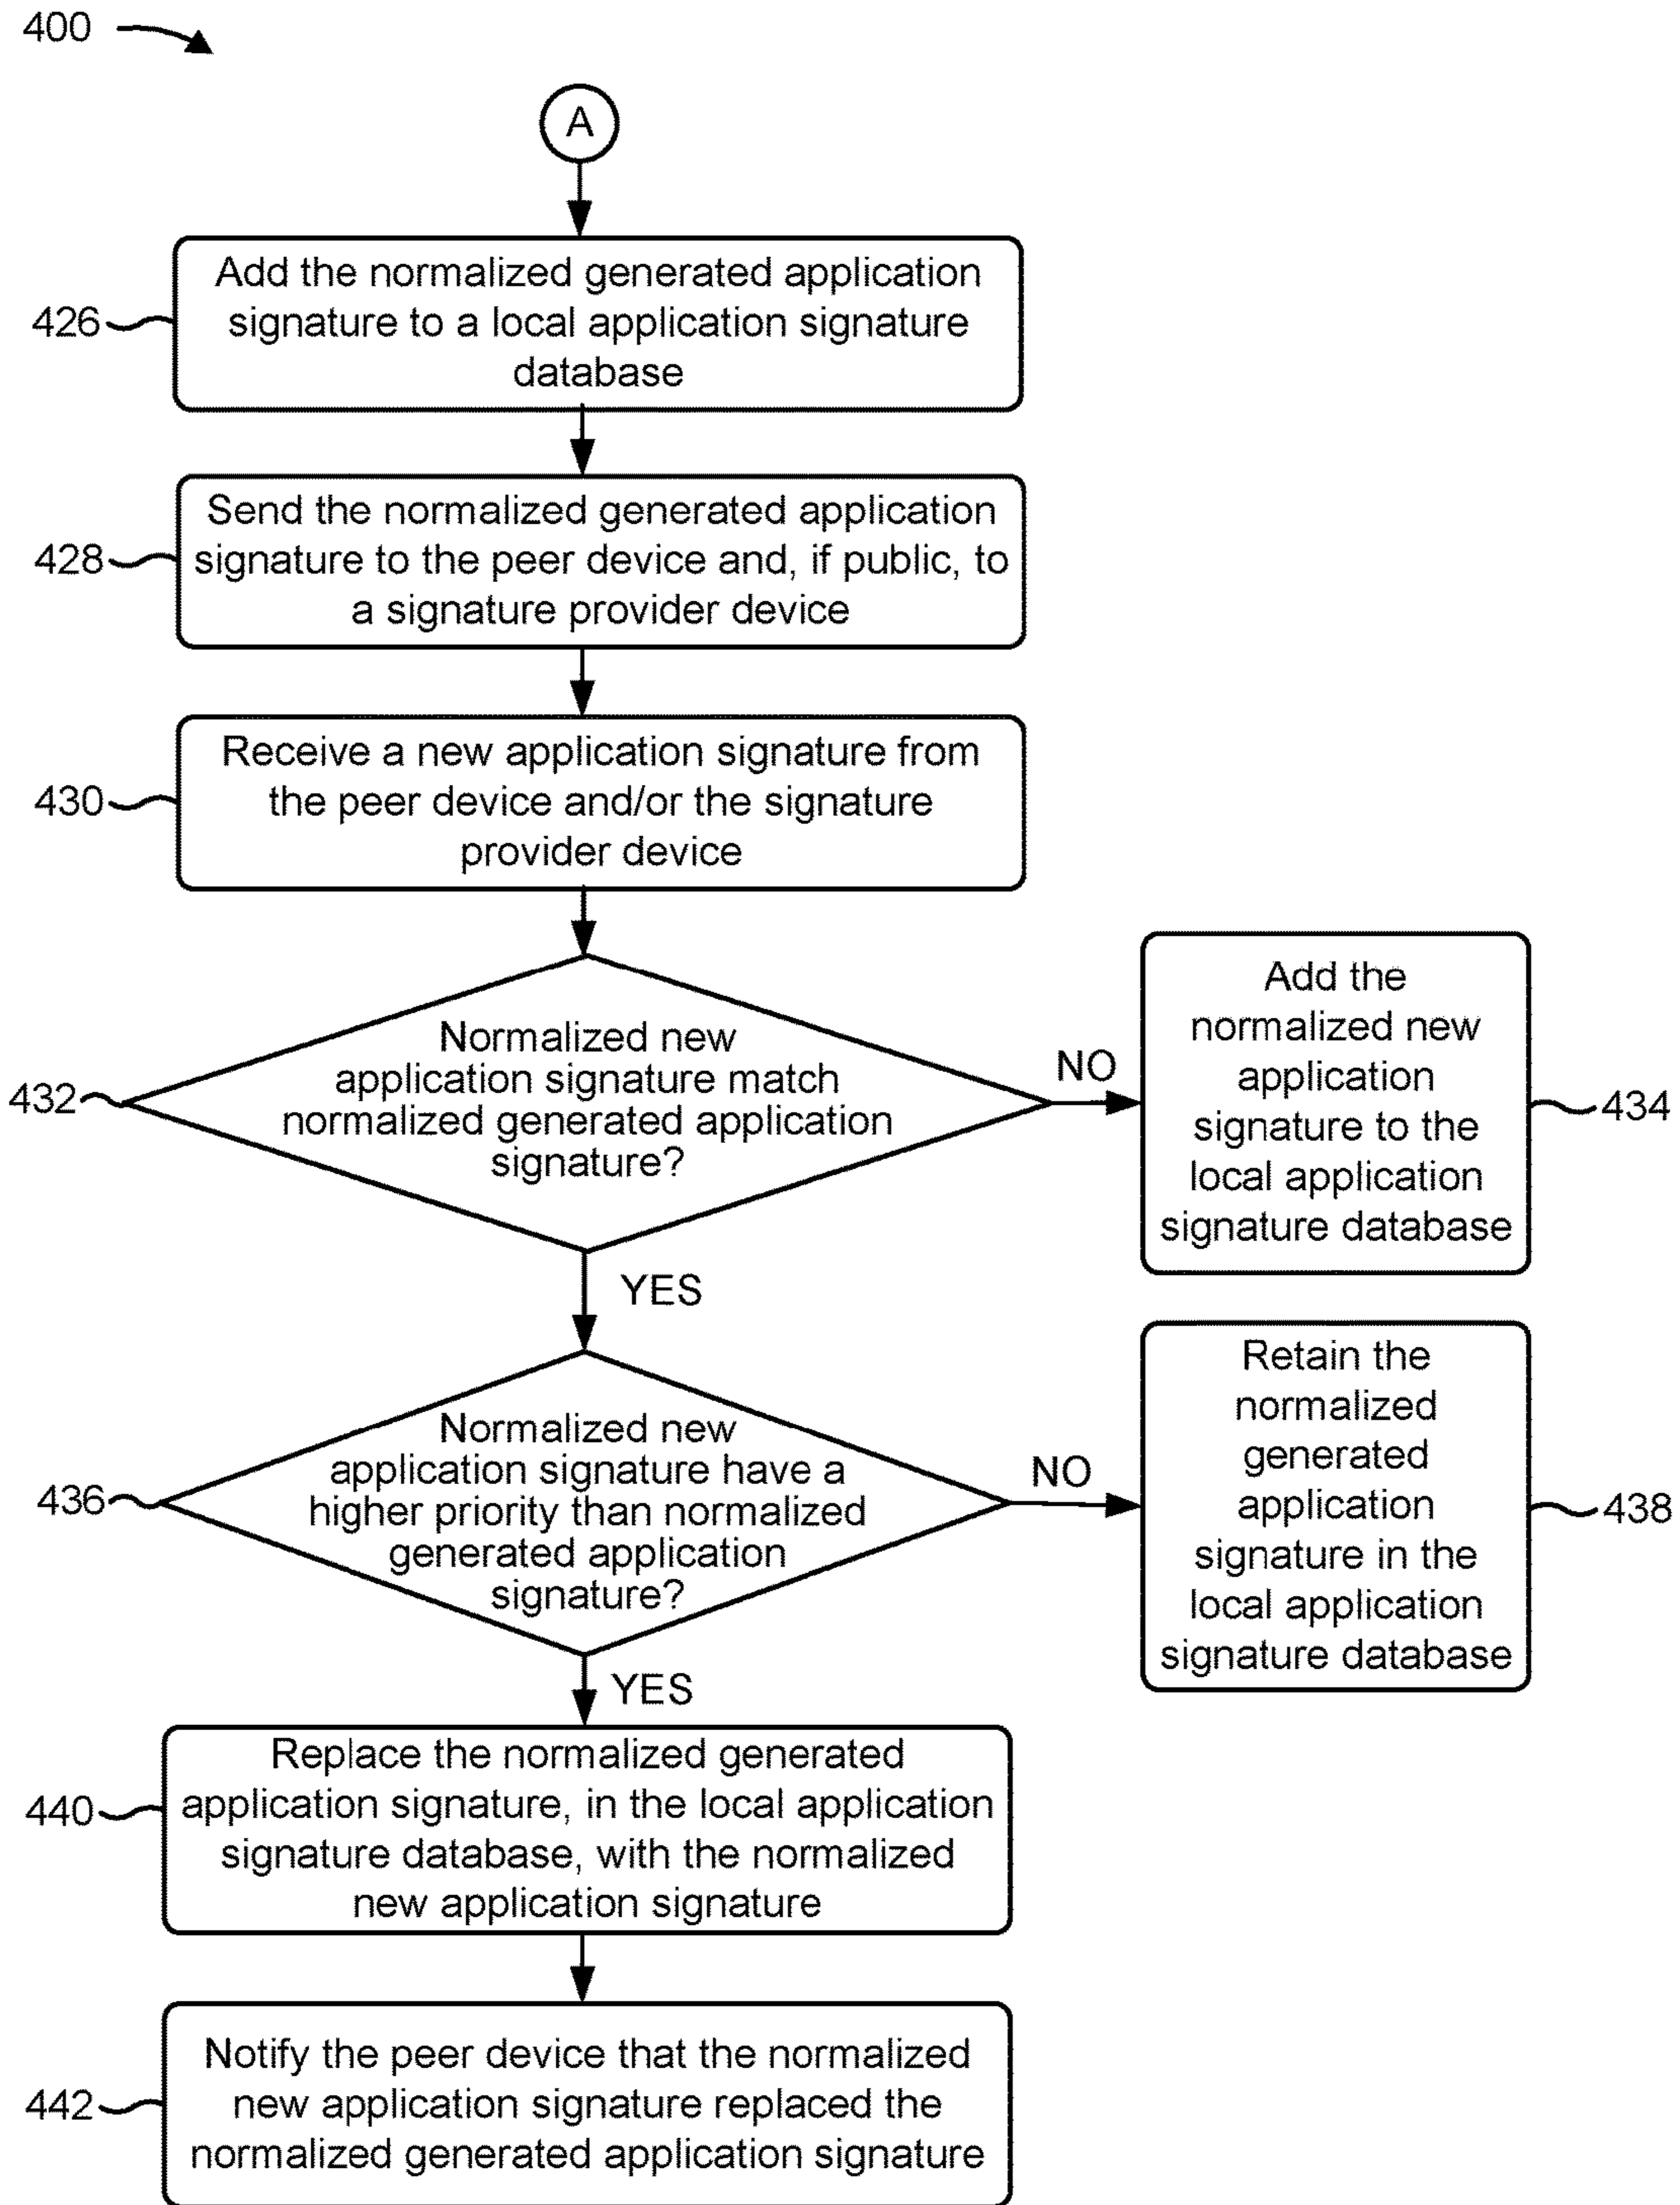 400
A
426
Add the normalized generated application
signature to a local application signature
database
428
Send the normalized generated application
signature to the peer device and, if public, to
a signature provider device
430
Receive a new application signature from
the peer device and/or the signature
provider device
432
Normalized new
application signature match
normalized generated application
signature?
NO
Add the
normalized new
application
signature to the
local application
signature database
434
YES
436
Normalized new
application signature have a
higher priority than normalized
generated application
signature?
NO
Retain the
normalized
generated
application
signature in the
local application
signature database
438
YES
440
Replace the normalized generated
application signature, in the local application
signature database, with the normalized
new application signature
442
Notify the peer device that the normalized
new application signature replaced the
normalized generated application signature